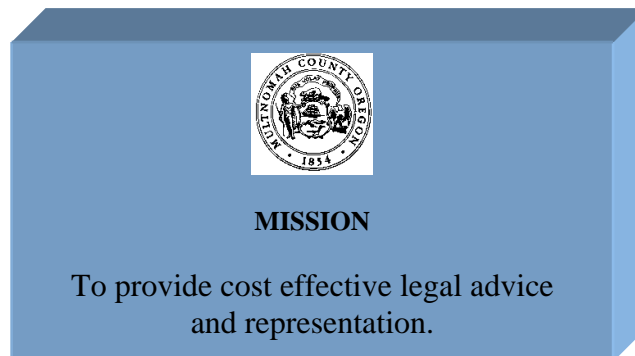 MULTNOMAH COUNTY OREGON
• 1854 •
MISSION
To provide cost effective legal advice
and representation.